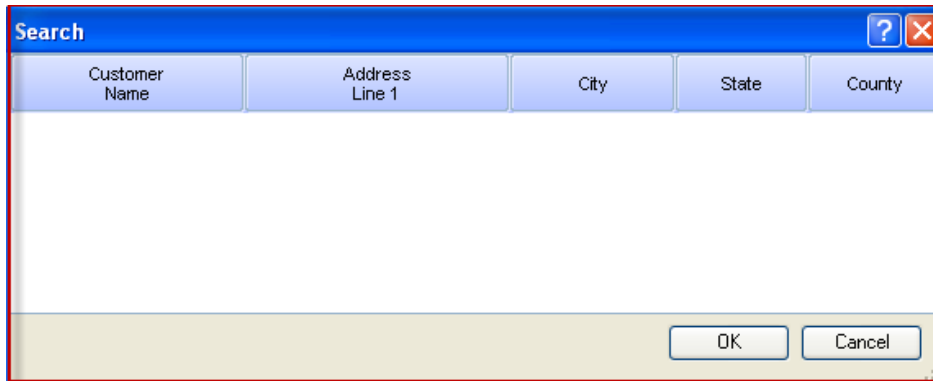 Search
?
Customer
Name
Address
Line 1
City
State
County
OK
Cancel